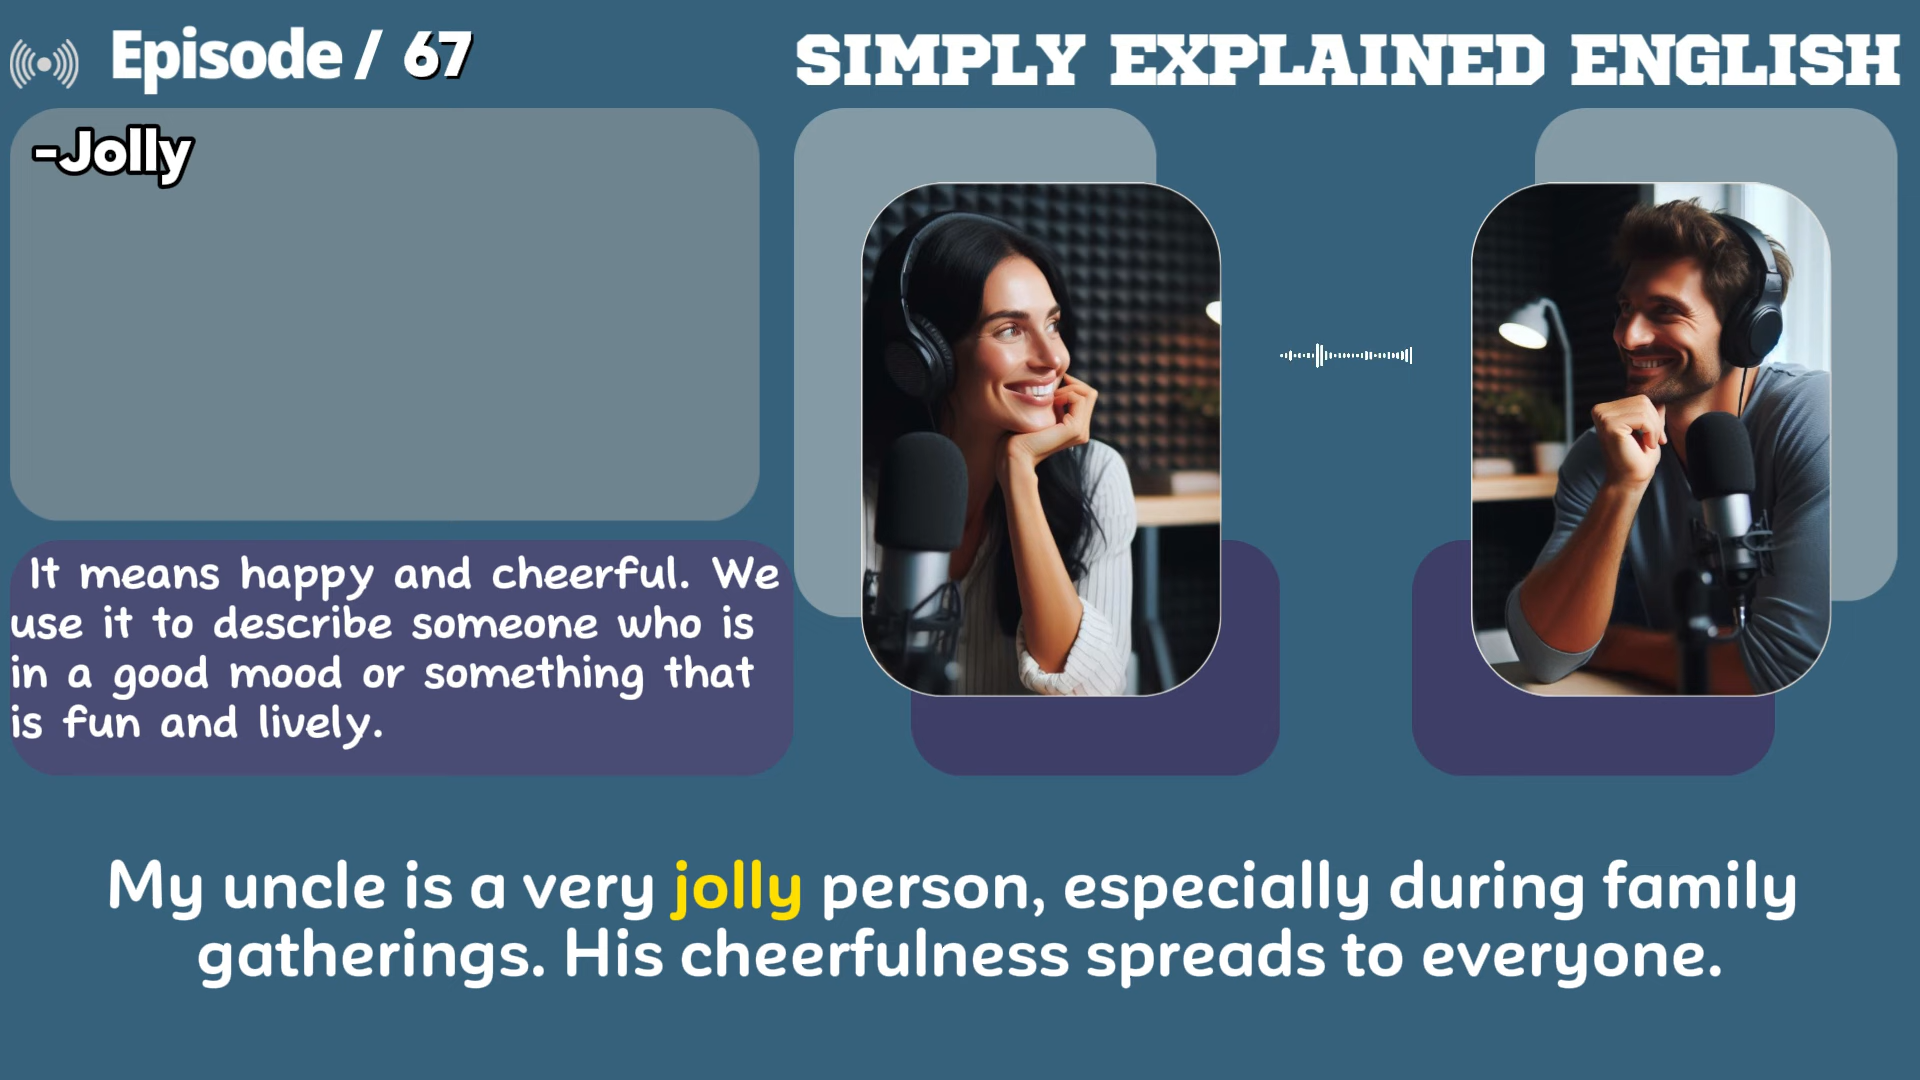 Episode / 67
SIMPLY EXPLAINED ENGLISH
-Jolly
It means happy and cheerful. We
use it to describe someone who is
in a good mood or something that
is fun and lively.
My uncle is a very jolly person, especially during family
gatherings. His cheerfulness spreads to everyone.